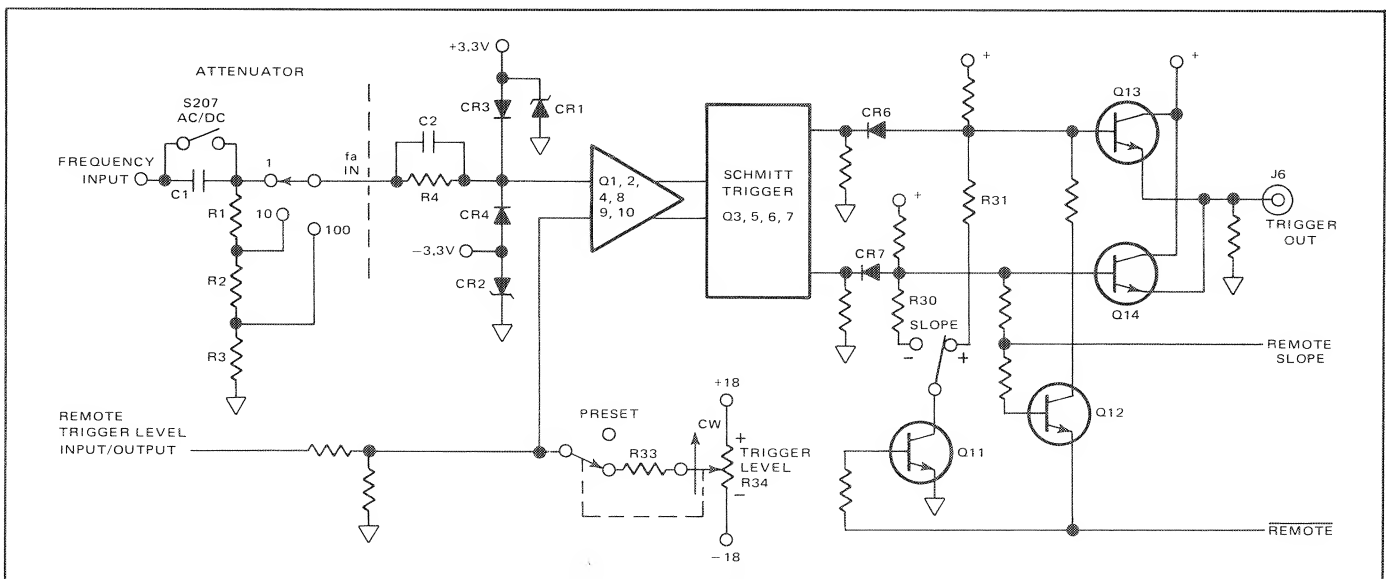 ATTENUATOR
S207
AC/DC
FREQUENCY
INPUT
C1
1
R1
10
100
R2
R3
fa
IN
C2
R4
+3,3V
CR3
CR1
CR4
−3,3V
CR2
Q1, 2,
4, 8
9, 10
SCHMITT
TRIGGER
Q3, 5, 6, 7
CR6
+
R31
CR7
+
R30
SLOPE
−
+
Q11
Q13
+
Q14
J6
TRIGGER
OUT
REMOTE
SLOPE
Q12
REMOTE
REMOTE
TRIGGER LEVEL
INPUT/OUTPUT
PRESET
R33
CW
+18
+
TRIGGER
LEVEL
R34
−
−18